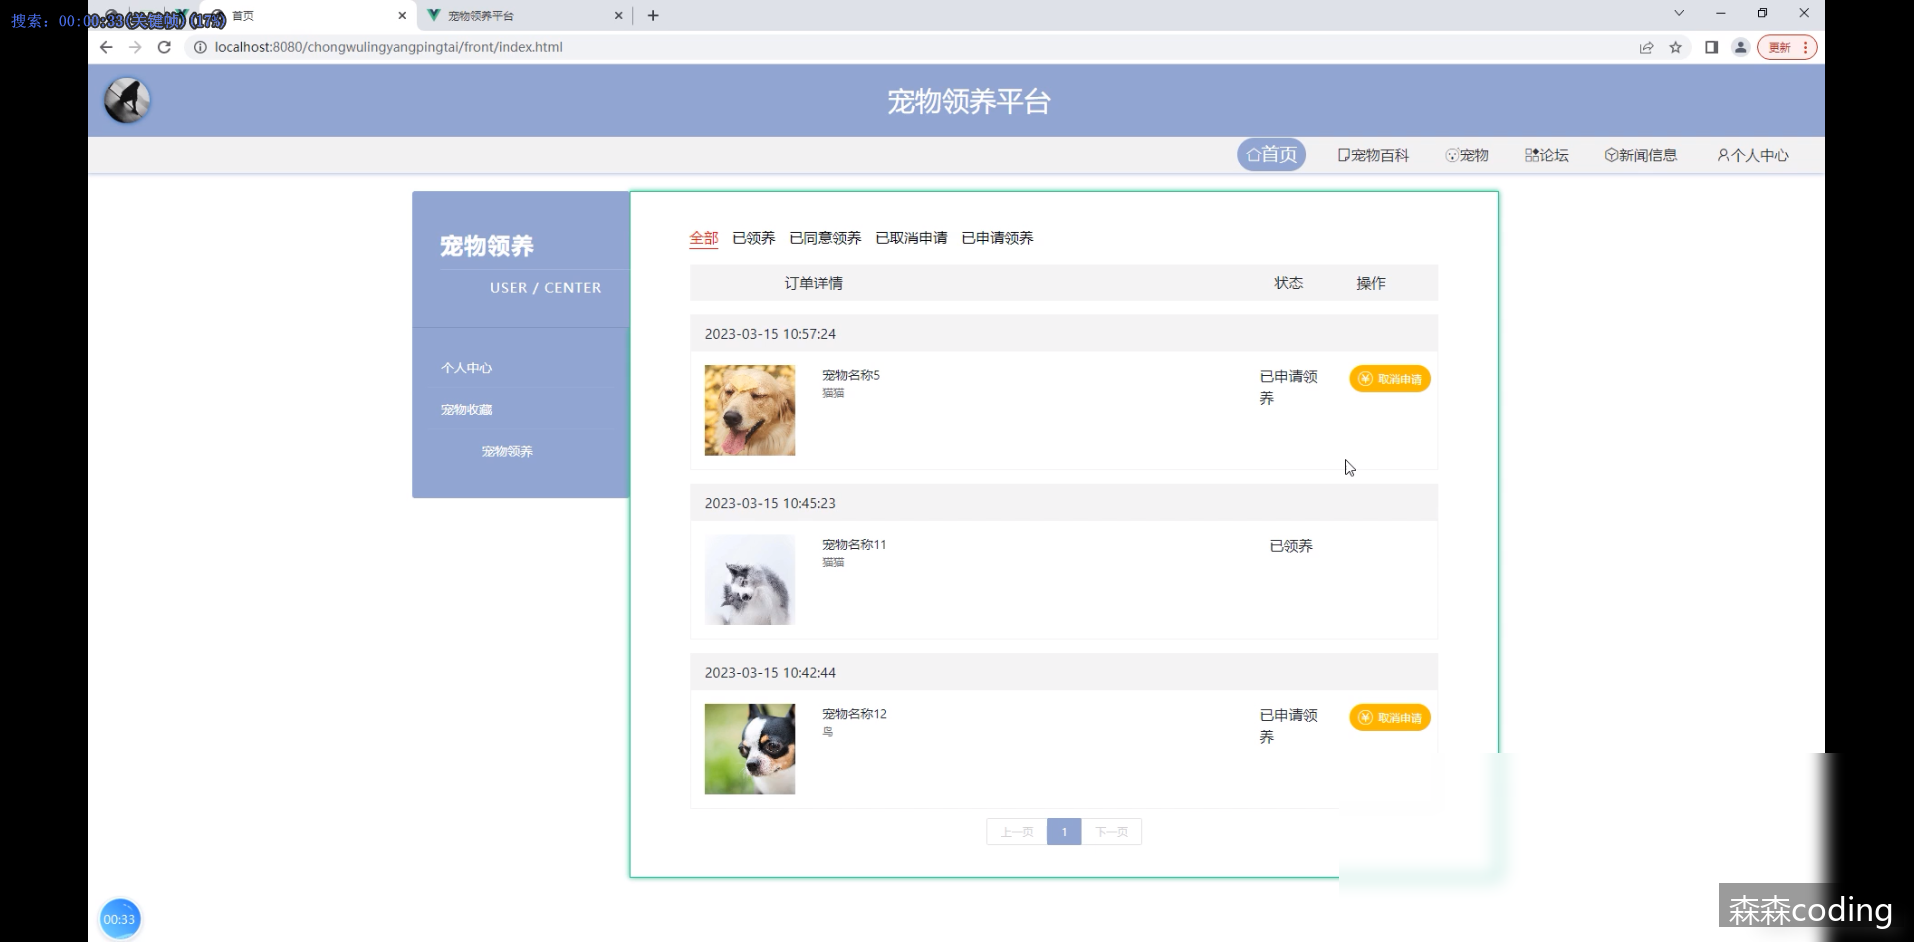 搜索: 00:00:33(关键帧)(17%)
首页
宠物领养平台
localhost:8080/chongwulingyangpingtai/front/index.html
更新
宠物领养平台
首页 宠物百科 宠物 论坛 新闻信息 个人中心
宠物领养
USER / CENTER
个人中心
宠物收藏
宠物领养
全部 已领养 已同意领养 已取消申请 已申请领养
订单详情 状态 操作
2023-03-15 10:57:24
宠物名称5
猫猫
已申请领
养
取消申请
2023-03-15 10:45:23
宠物名称11
猫猫
已领养
2023-03-15 10:42:44
宠物名称12
鸟
已申请领
养
取消申请
上一页 1 下一页
00:33
森森coding